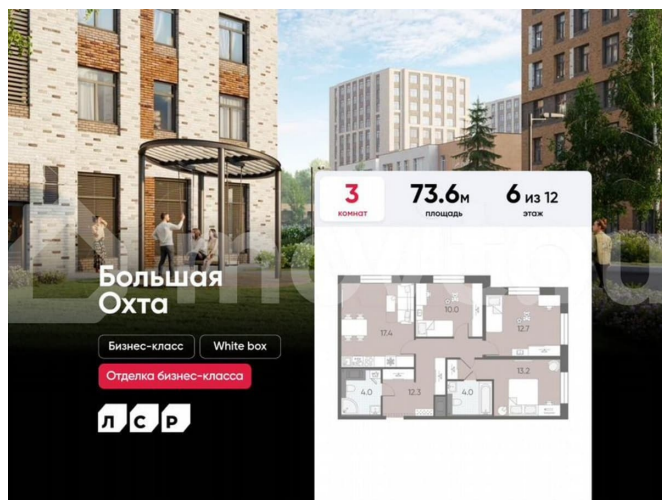 3
комнат
73.6м
площадь
6 из 12
этаж
Большая
Охта
Бизнес-класс
White box
Отделка бизнес-класса
ЛСР
17.4
10.0
12.7
13.2
4.0
12.3
4.0